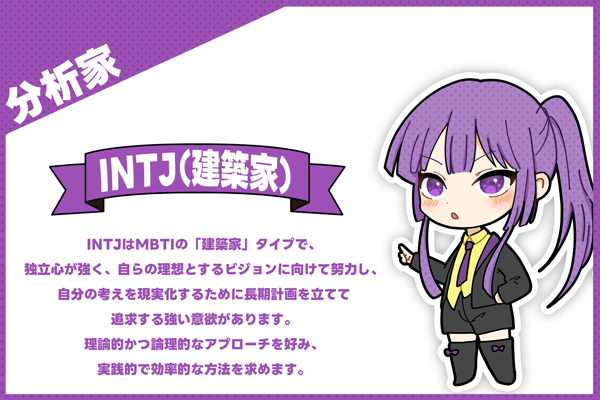 分析家
INTJ(建築家)
INTJはMBTIの「建築家」タイプで、
独立心が強く、自らの理想とするビジョンに向けて努力し、
自分の考えを現実化するために長期計画を立てて
追求する強い意欲があります。
理論的かつ論理的なアプローチを好み、
実践的で効率的な方法を求めます。